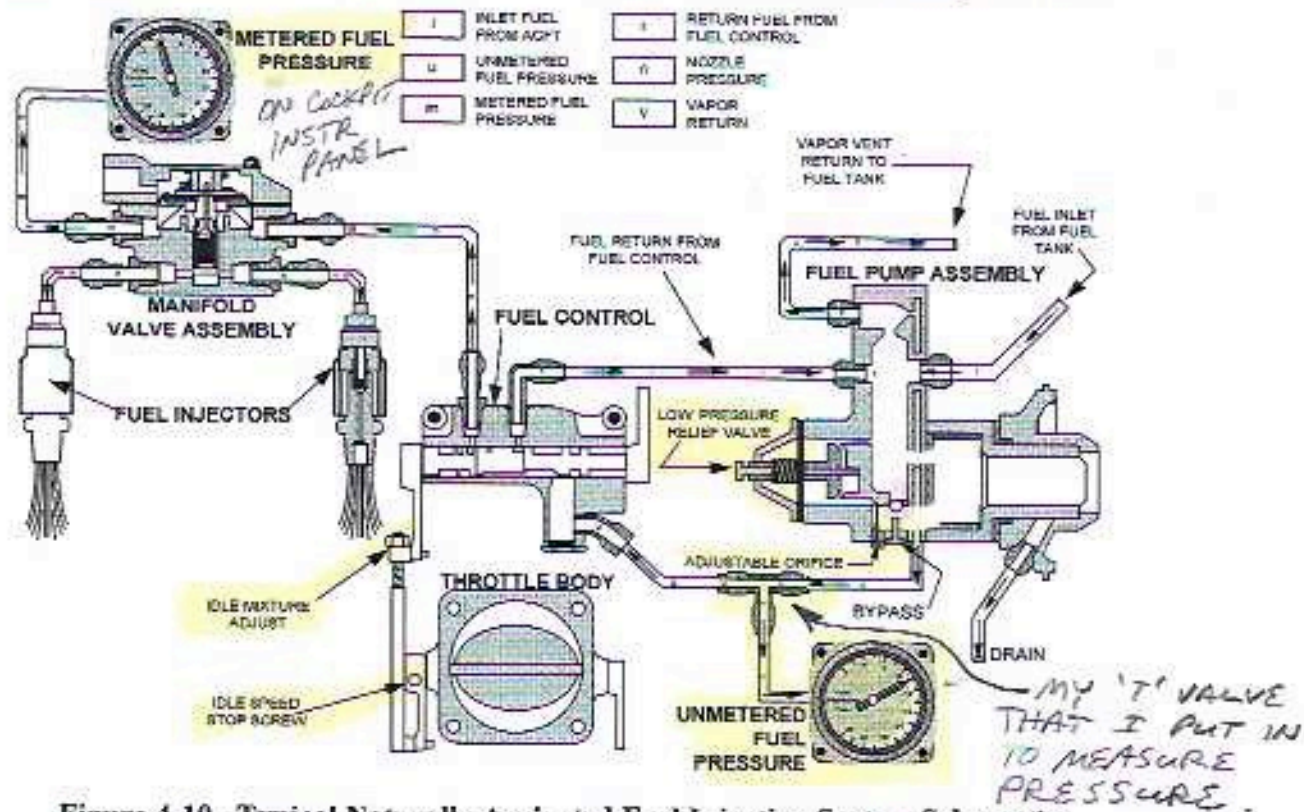 METERED FUEL
PRESSURE
ON COCKPIT
INSTR
PANEL
i INLET FUEL
FROM ACFT
u UNMETERED
FUEL PRESSURE
m METERED FUEL
PRESSURE
r RETURN FUEL FROM
FUEL CONTROL
n NOZZLE
PRESSURE
V VAPOR
RETURN
VAPOR VENT
RETURN TO
FUEL TANK
FUEL INLET
FROM FUEL
TANK
FUEL RETURN FROM
FUEL CONTROL
FUEL PUMP ASSEMBLY
MANIFOLD
VALVE ASSEMBLY
FUEL CONTROL
FUEL INJECTORS
LOW PRESSURE
RELIEF VALVE
ADJUSTABLE ORIFICE
THROTTLE BODY
IDLE MIXTURE
ADJUST
BYPASS
DRAIN
IDLE SPEED
STOP SCREW
UNMETERED
FUEL
PRESSURE
MY 'T' VALVE
THAT I PUT IN
TO MEASURE
PRESSURE
Figure 4-10. Typical Naturally Aspirated Fuel Injection System Schematic